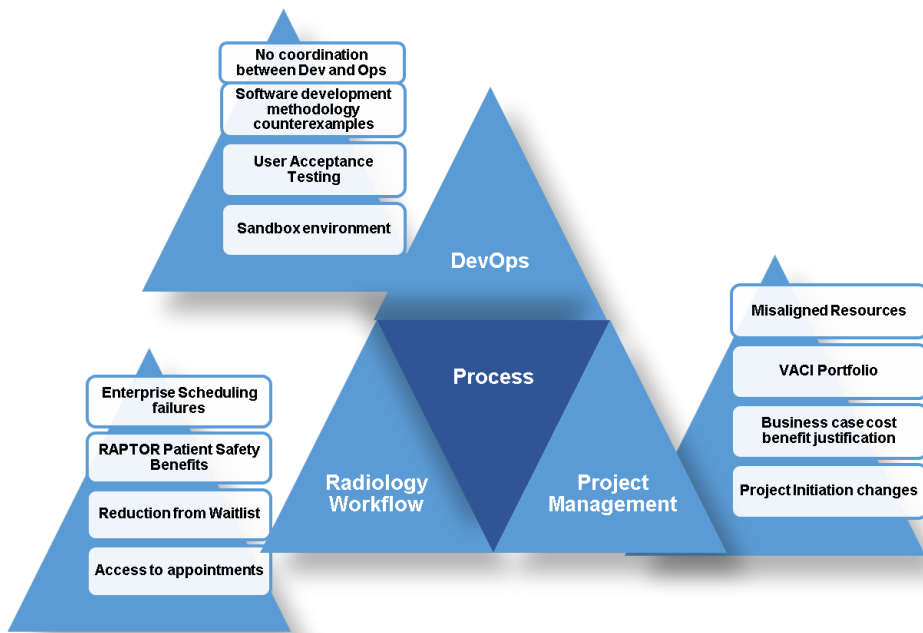 No coordination
between Dev and Ops
Software development
methodology
counterexamples
User Acceptance
Testing
Sandbox environment
DevOps
Process
Radiology
Workflow
Project
Management
Enterprise Scheduling
failures
RAPTOR Patient Safety
Benefits
Reduction from Waitlist
Access to appointments
Misaligned Resources
VACI Portfolio
Business case cost
benefit justification
Project Initiation changes